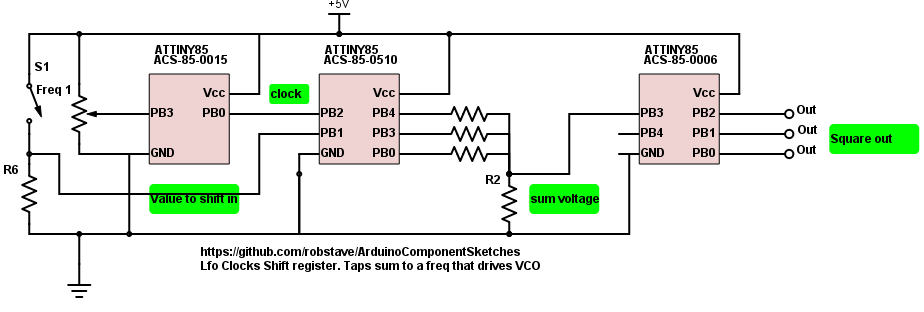 +5V
ATTINY85
ACS-85-0015
ATTINY85
ACS-85-0510
ATTINY85
ACS-85-0006
S1
Freq 1
Vcc
PB3
PB0
GND
clock
Vcc
PB2
PB4
PB1
PB3
GND
PB0
Vcc
PB3
PB2
PB4
PB1
GND
PB0
Out
Out
Out
Square out
R6
R2
Value to shift in
sum voltage
https://github.com/robstave/ArduinoComponentSketches
Lfo Clocks Shift register. Taps sum to a freq that drives VCO